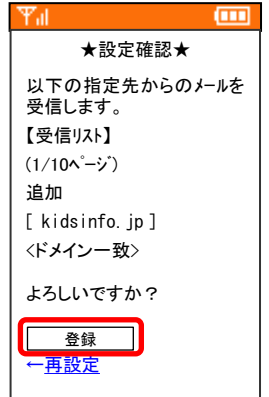 ★設定確認★
以下の指定先からのﾒｰﾙを
受信します。
【受信ﾘｽﾄ】
(1/10ﾍﾟｰｼﾞ)
追加
[ kidsinfo.jp ]
<ドメイン一致>
よろしいですか？
登録
←再設定